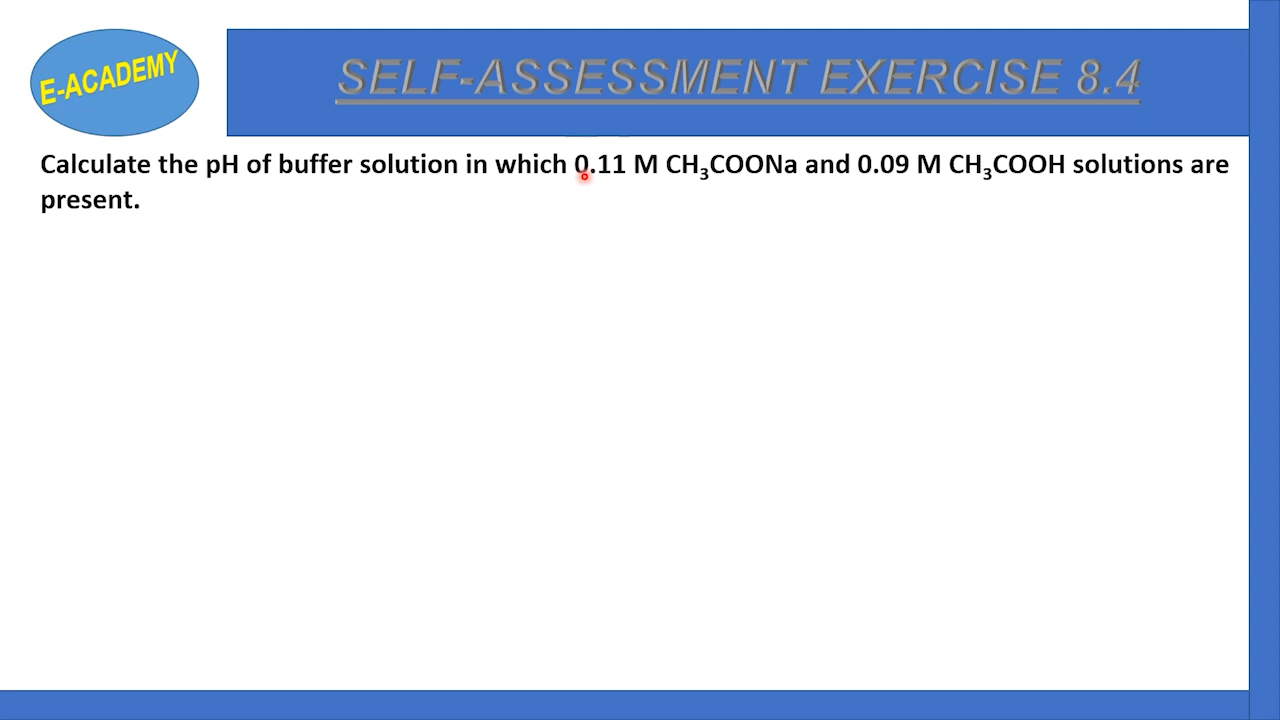 E-ACADEMY
SELF-ASSESSMENT EXERCISE 8.4
Calculate the pH of buffer solution in which 0.11 M CH₃COONa and 0.09 M CH₃COOH solutions are
present.